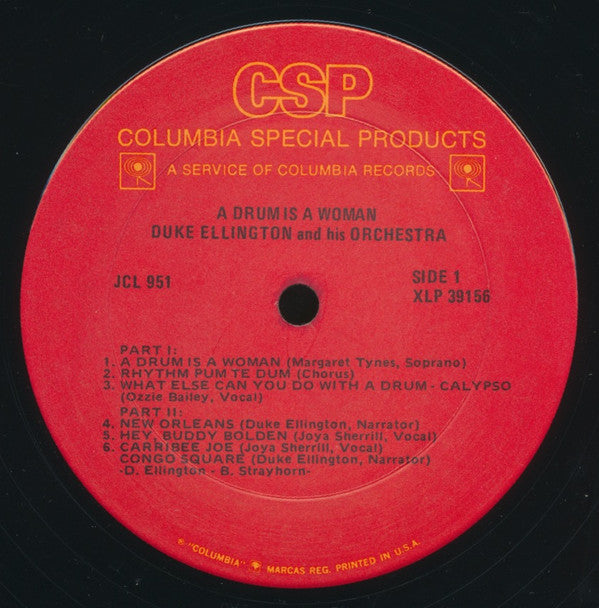 CSP
COLUMBIA SPECIAL PRODUCTS
A SERVICE OF COLUMBIA RECORDS
A DRUM IS A WOMAN
DUKE ELLINGTON and his ORCHESTRA
JCL 951
SIDE 1
XLP 39156
PART I:
1. A DRUM IS A WOMAN (Margaret Tynes, Soprano)
2. RHYTHM PUM TE DUM (Chorus)
3. WHAT ELSE CAN YOU DO WITH A DRUM - CALYPSO
(Ozzie Bailey, Vocal)
PART II:
4. NEW ORLEANS (Duke Ellington, Narrator)
5. HEY, BUDDY BOLDEN (Joya Sherrill, Vocal)
6. CARRIBEE JOE (Joya Sherrill, Vocal)
CONGO SQUARE (Duke Ellington, Narrator)
-D. Ellington - B. Strayhorn-
® "COLUMBIA" MARCAS REG. PRINTED IN U.S.A.